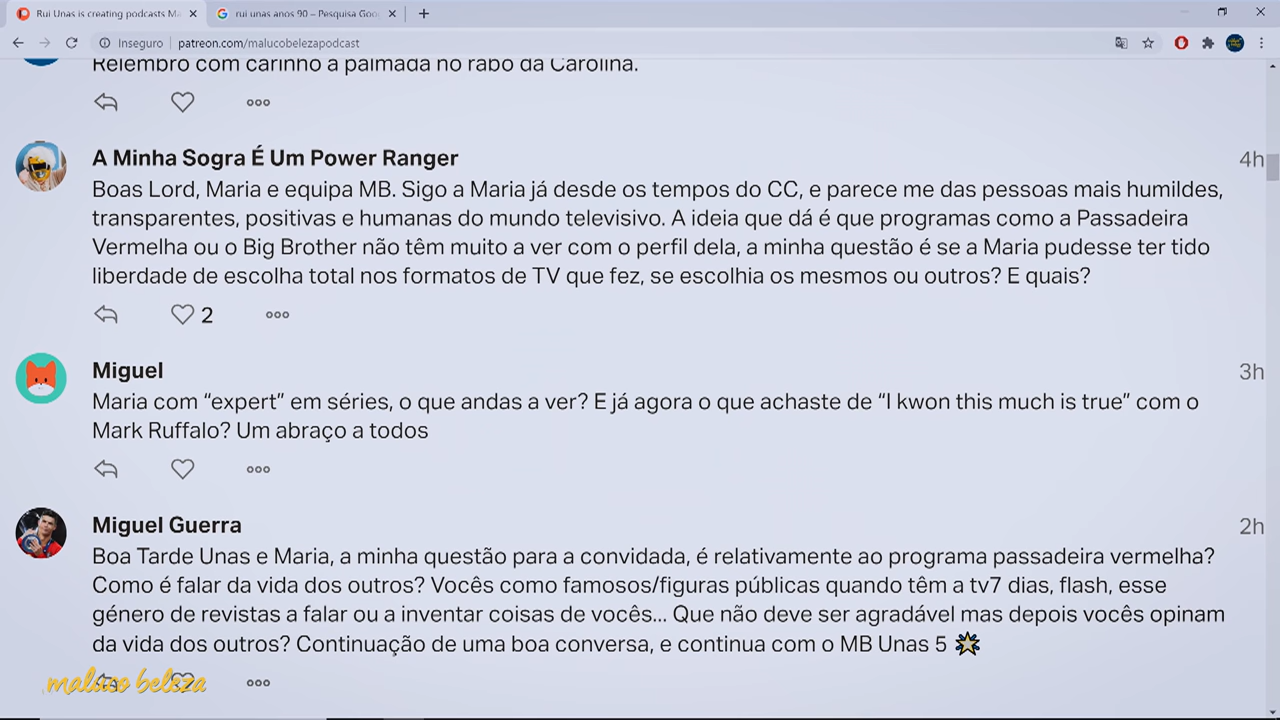 Rui Unas is creating podcasts Ma
rui unas anos 90 – Pesquisa Goo
Inseguro
patreon.com/malucobelezapodcast
Relembro com carinho a palmada no rabo da Carolina.
A Minha Sogra É Um Power Ranger
4h
Boas Lord, Maria e equipa MB. Sigo a Maria já desde os tempos do CC, e parece me das pessoas mais humildes,
transparentes, positivas e humanas do mundo televisivo. A ideia que dá é que programas como a Passadeira
Vermelha ou o Big Brother não têm muito a ver com o perfil dela, a minha questão é se a Maria pudesse ter tido
liberdade de escolha total nos formatos de TV que fez, se escolhia os mesmos ou outros? E quais?
2
Miguel
3h
Maria com “expert” em séries, o que andas a ver? E já agora o que achaste de “I kwon this much is true” com o
Mark Ruffalo? Um abraço a todos
Miguel Guerra
2h
Boa Tarde Unas e Maria, a minha questão para a convidada, é relativamente ao programa passadeira vermelha?
Como é falar da vida dos outros? Vocês como famosos/figuras públicas quando têm a tv7 dias, flash, esse
género de revistas a falar ou a inventar coisas de vocês... Que não deve ser agradável mas depois vocês opinam
da vida dos outros? Continuação de uma boa conversa, e continua com o MB Unas 5
maluco beleza